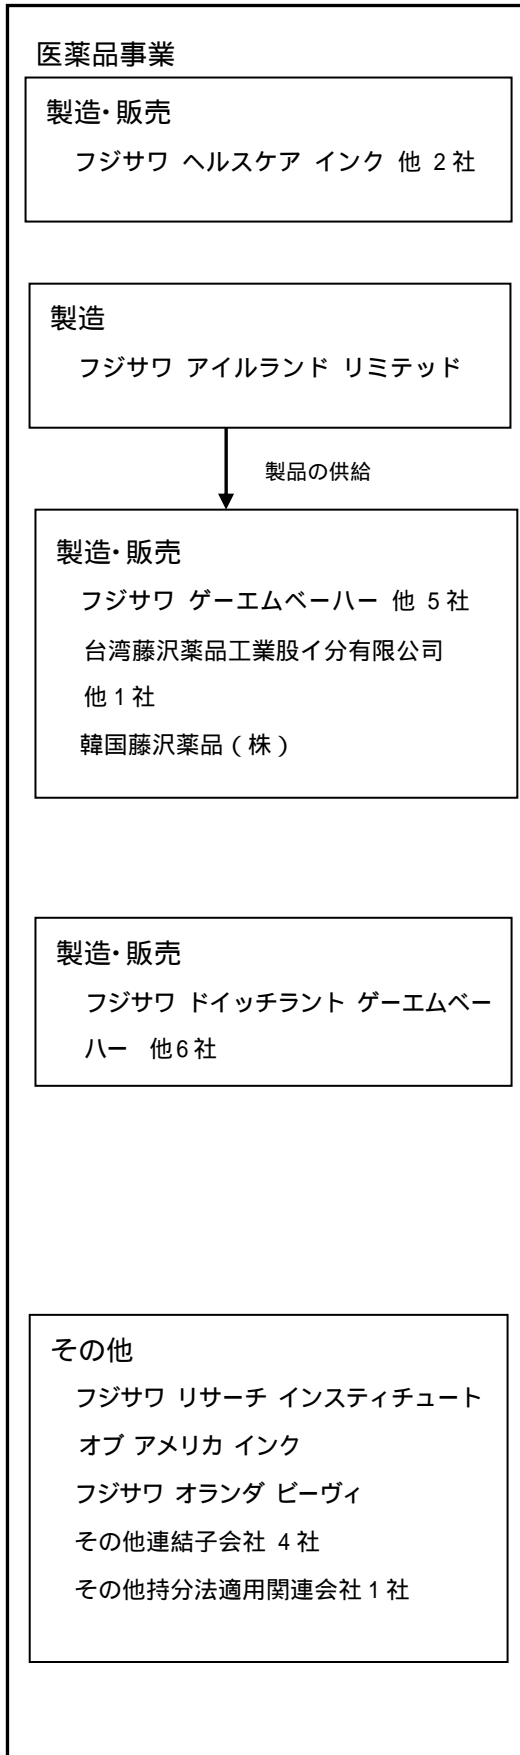 医薬品事業
製造・販売
フジサワ ヘルスケア インク 他 2社
製造
フジサワ アイルランド リミテッド
製品の供給
製造・販売
フジサワ ゲーエムベーハー 他 5社
台湾藤沢薬品工業股イ分有限公司
他1社
韓国藤沢薬品(株)
製造・販売
フジサワ ドイッチラント ゲーエムベー
ハー 他6社
その他
フジサワ リサーチ インスティチュート
オブ アメリカ インク
フジサワ オランダ ビーヴィ
その他連結子会社 4社
その他持分法適用関連会社1社